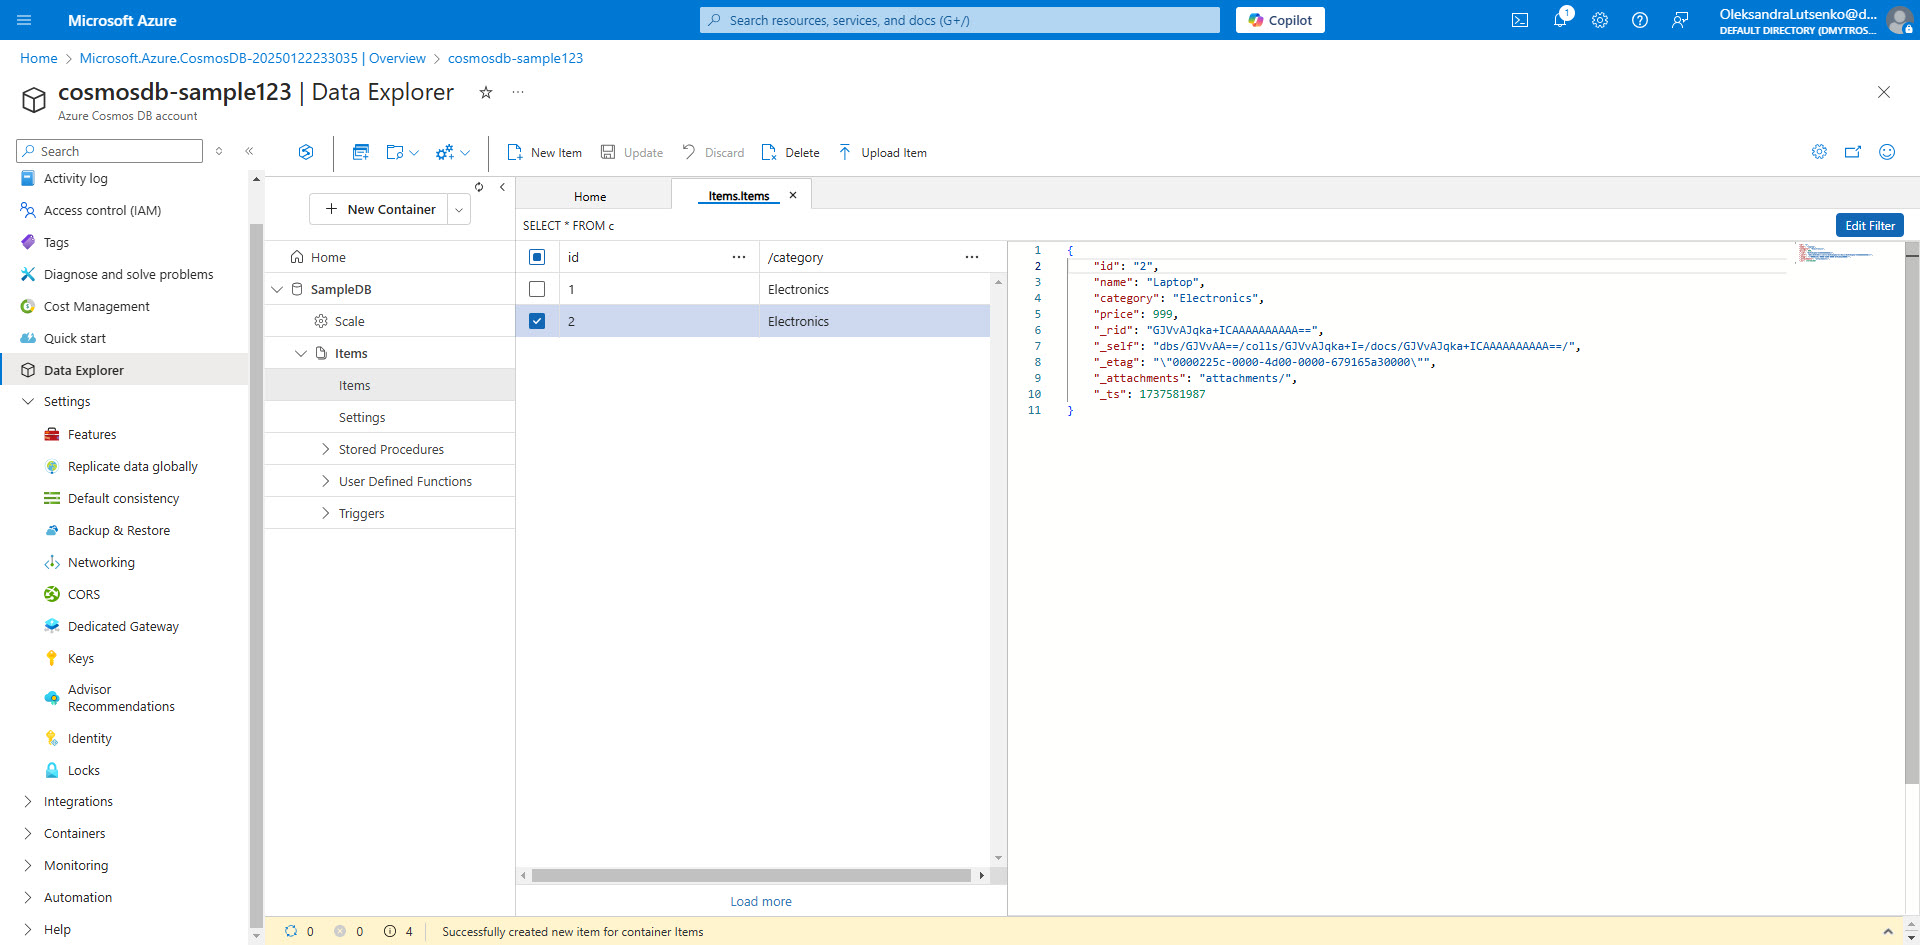 Microsoft Azure
Search resources, services, and docs (G+/)
Copilot
1
OleksandraLutsenko@d...
DEFAULT DIRECTORY (DMYTROS...
Home > Microsoft.Azure.CosmosDB-20250122233035 | Overview > cosmosdb-sample123
cosmosdb-sample123 | Data Explorer
Azure Cosmos DB account
Search
Activity log
Access control (IAM)
Tags
Diagnose and solve problems
Cost Management
Quick start
Data Explorer
Settings
Features
Replicate data globally
Default consistency
Backup & Restore
Networking
CORS
Dedicated Gateway
Keys
Advisor
Recommendations
Identity
Locks
Integrations
Containers
Monitoring
Automation
Help
New Item
Update
Discard
Delete
Upload Item
New Container
Home
SampleDB
Scale
Items
Items
Settings
Stored Procedures
User Defined Functions
Triggers
Home
Items.Items
SELECT * FROM c
Edit Filter
id /category
1 Electronics
2 Electronics
Load more
1 {
2 "id": "2",
3 "name": "Laptop",
4 "category": "Electronics",
5 "price": 999,
6 "_rid": "GJVvAJqka+ICAAAAAAAAAA==",
7 "_self": "dbs/GJVvAA==/colls/GJVvAJqka+I=/docs/GJVvAJqka+ICAAAAAAAAAA==/",
8 "_etag": "\"0000225c-0000-4d00-0000-679165a30000\"",
9 "_attachments": "attachments/",
10 "_ts": 1737581987
11 }
0 0 4 Successfully created new item for container Items